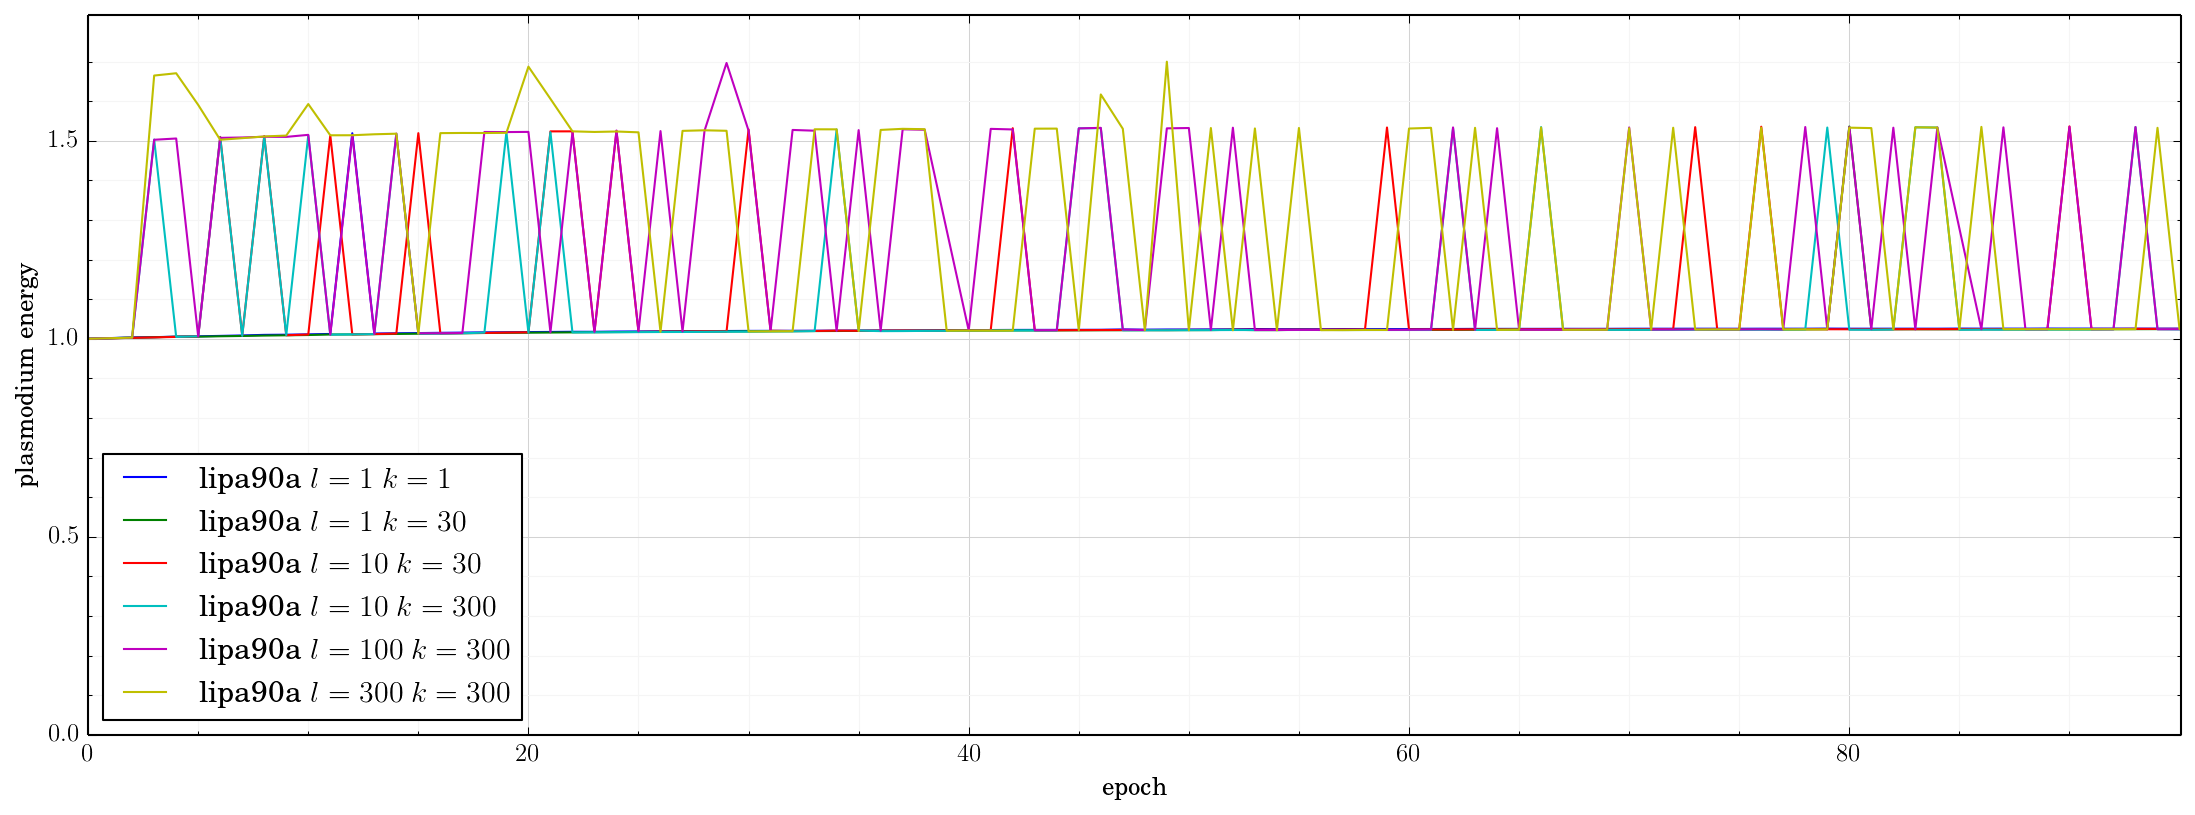 plasmodium energy
1.5
1.0
0.5
0.0
lipa90a l = 1 k = 1
lipa90a l = 1 k = 30
lipa90a l = 10 k = 30
lipa90a l = 10 k = 300
lipa90a l = 100 k = 300
lipa90a l = 300 k = 300
0 20 40 60 80
epoch